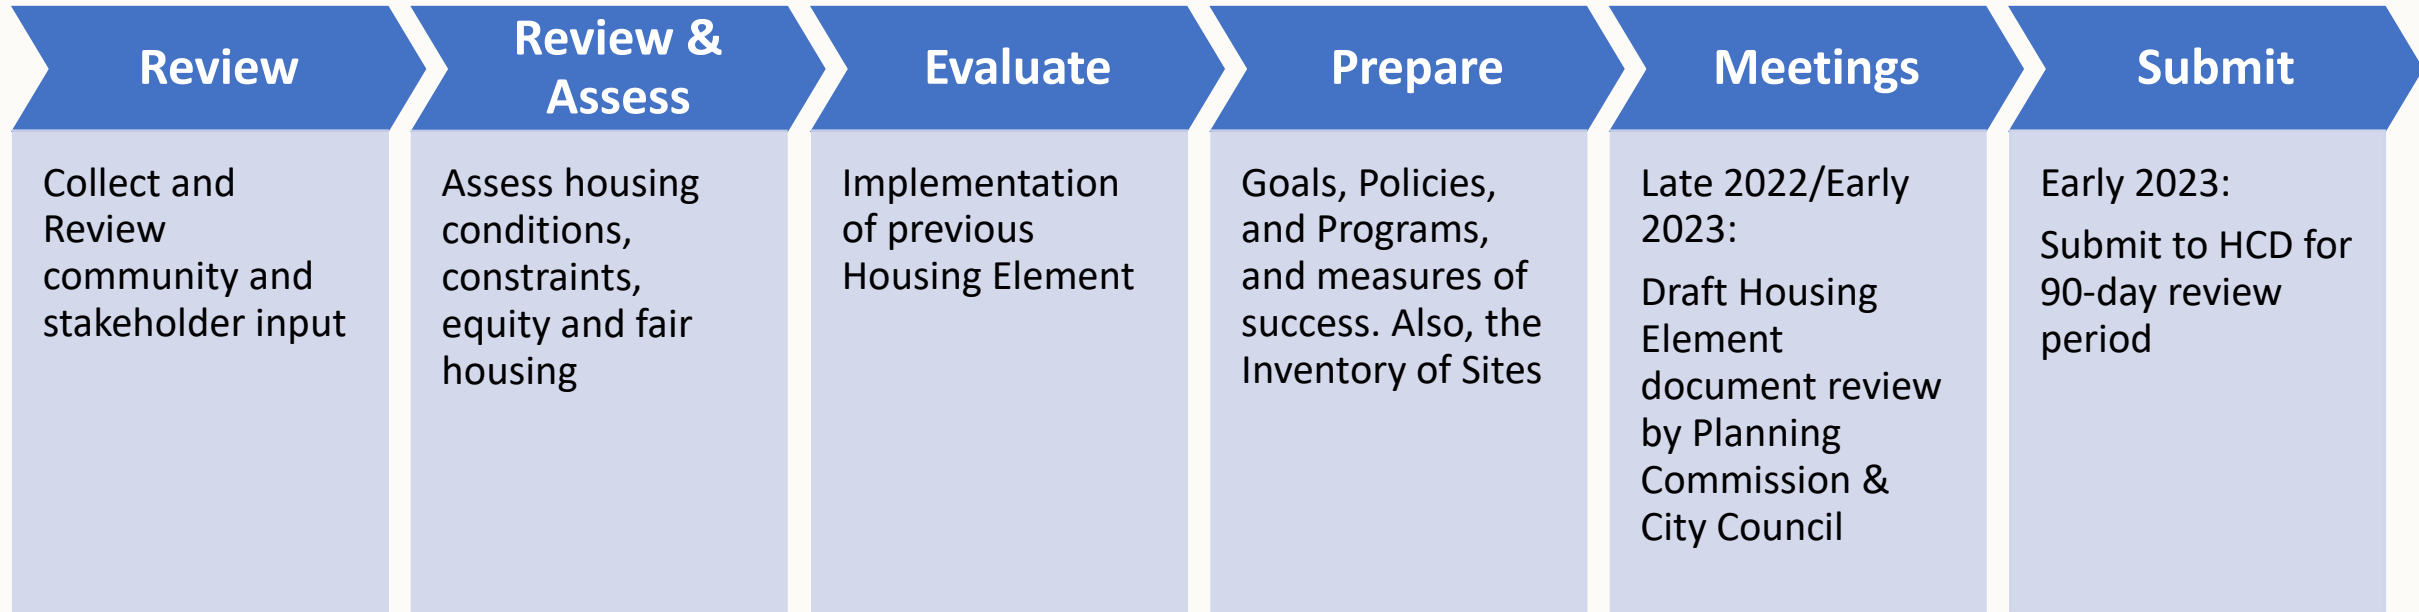 Review
Collect and
Review
community and
stakeholder input
Review &
Assess
Assess housing
conditions,
constraints,
equity and fair
housing
Evaluate
Implementation
of previous
Housing Element
Prepare
Goals, Policies,
and Programs,
and measures of
success. Also, the
Inventory of Sites
Meetings
Late 2022/Early
2023:
Draft Housing
Element
document review
by Planning
Commission &
City Council
Submit
Early 2023:
Submit to HCD for
90-day review
period